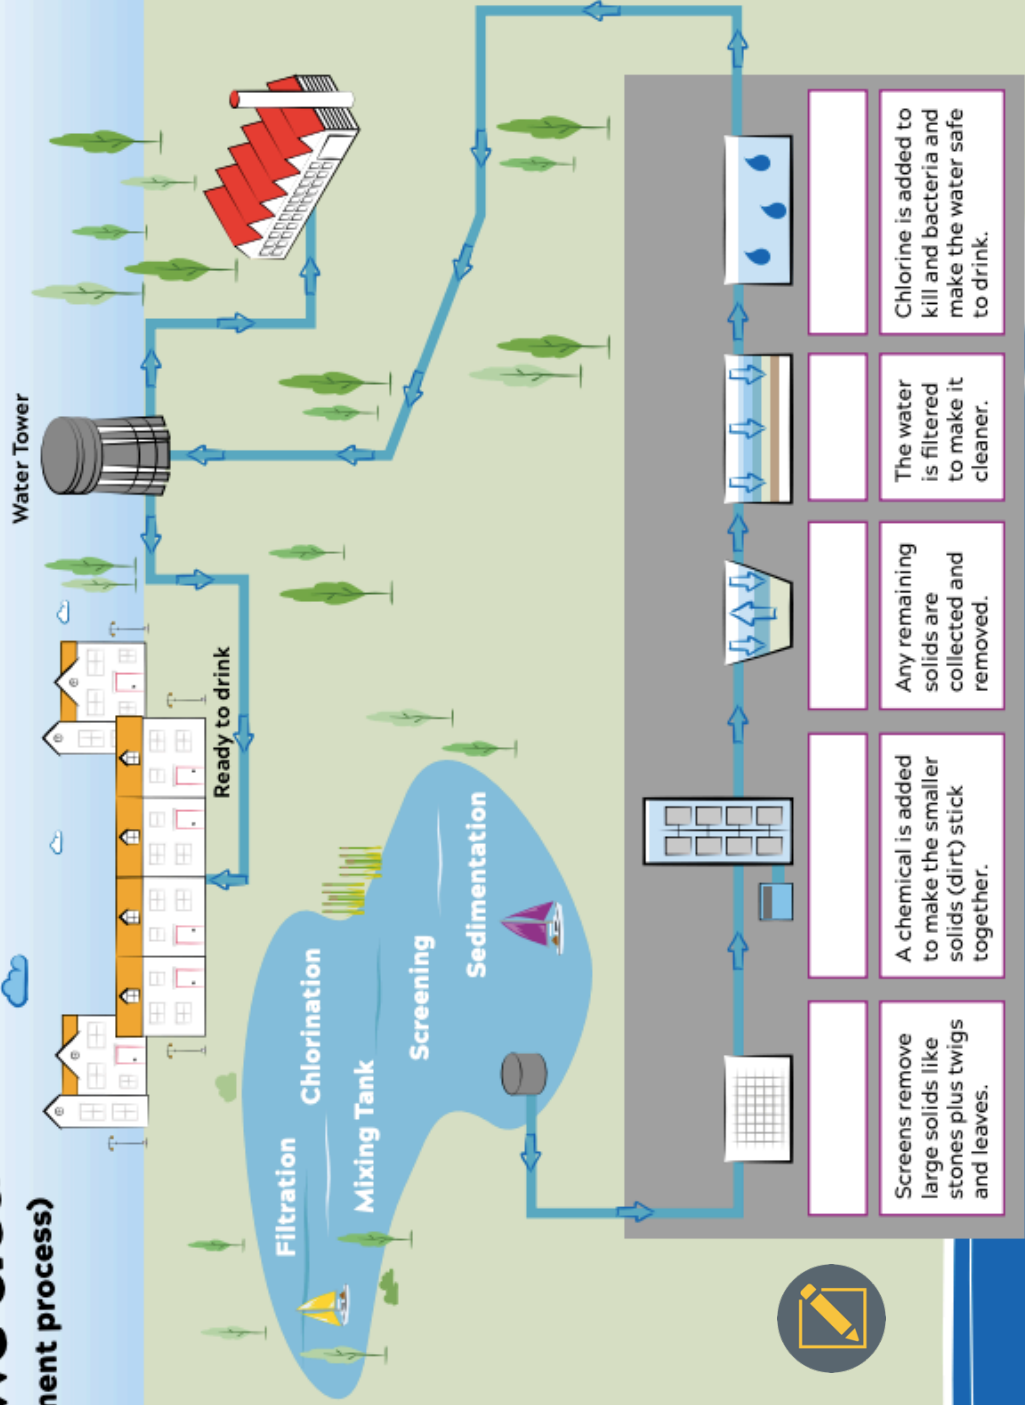 ment process)
Water Tower
Ready to drink
Filtration
Chlorination
Mixing Tank
Screening
Sedimentation
Screens remove
large solids like
stones plus twigs
and leaves.
A chemical is added
to make the smaller
solids (dirt) stick
together.
Any remaining
solids are
collected and
removed.
The water
is filtered
to make it
cleaner.
Chlorine is added to
kill and bacteria and
make the water safe
to drink.